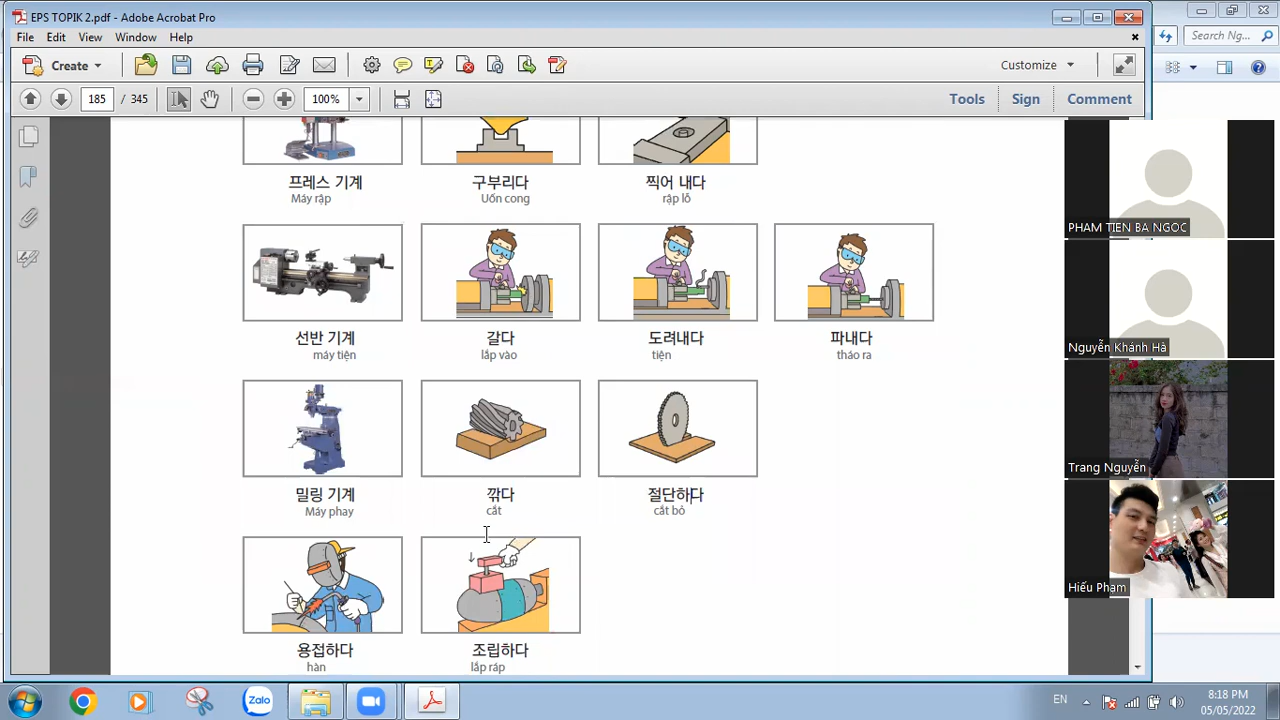 EPS TOPIK 2.pdf - Adobe Acrobat Pro
File Edit View Window Help
Search Ng...
Create
Customize
185 / 345
100%
Tools Sign Comment
프레스 기계 구부리다 찍어 내다
Máy rập Uốn cong rập lỗ
선반 기계 갈다 도려내다 파내다
máy tiện lắp vào tiện tháo ra
밀링 기계 깎다 절단하다
Máy phay cắt cắt bỏ
용접하다 조립하다
hàn lắp ráp
PHAM TIEN BA NGOC
Nguyễn Khánh Hà
Trang Nguyễn
Hiếu Phạm
Zalo
EN
8:18 PM
05/05/2022